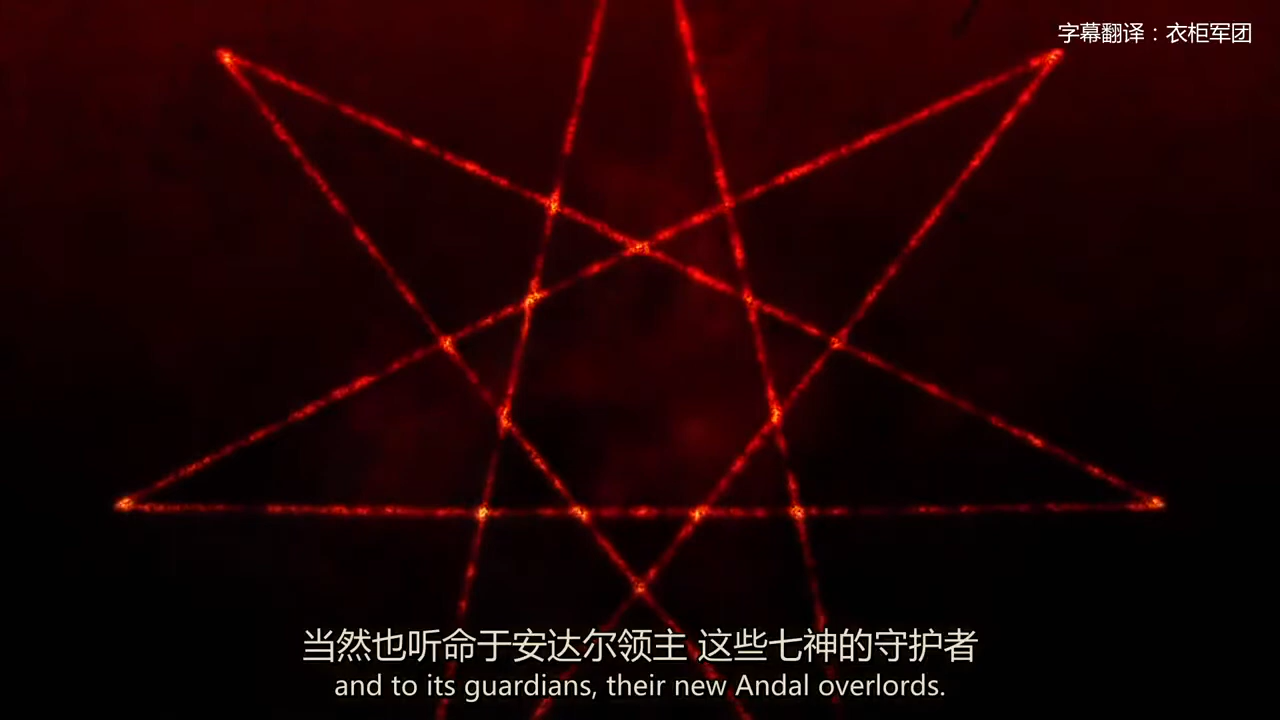 字幕翻译：衣柜军团
当然也听命于安达尔领主 这些七神的守护者
and to its guardians, their new Andal overlords.